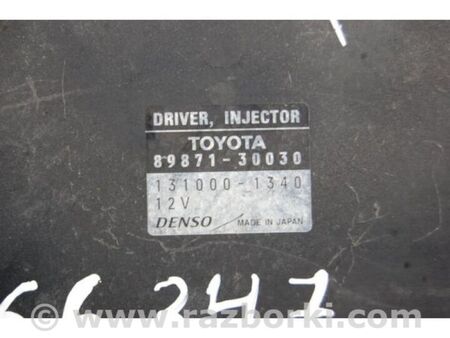 DRIVER, INJECTOR
TOYOTA
89871-30030
131000-1340
12V
DENSO MADE IN JAPAN
© www.razborki.com